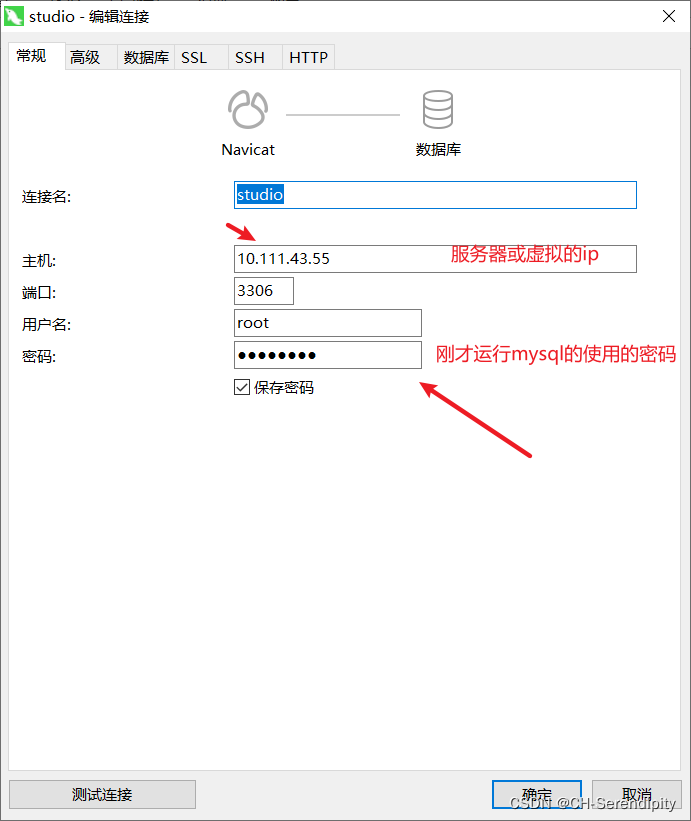 studio - 编辑连接
常规 高级 数据库 SSL SSH HTTP
Navicat 数据库
连接名: studio
主机: 10.111.43.55 服务器或虚拟的ip
端口: 3306
用户名: root
密码: ●●●●●●●● 刚才运行mysql的使用的密码
保存密码
测试连接 确定 取消
CSDN @CH-Serendipity